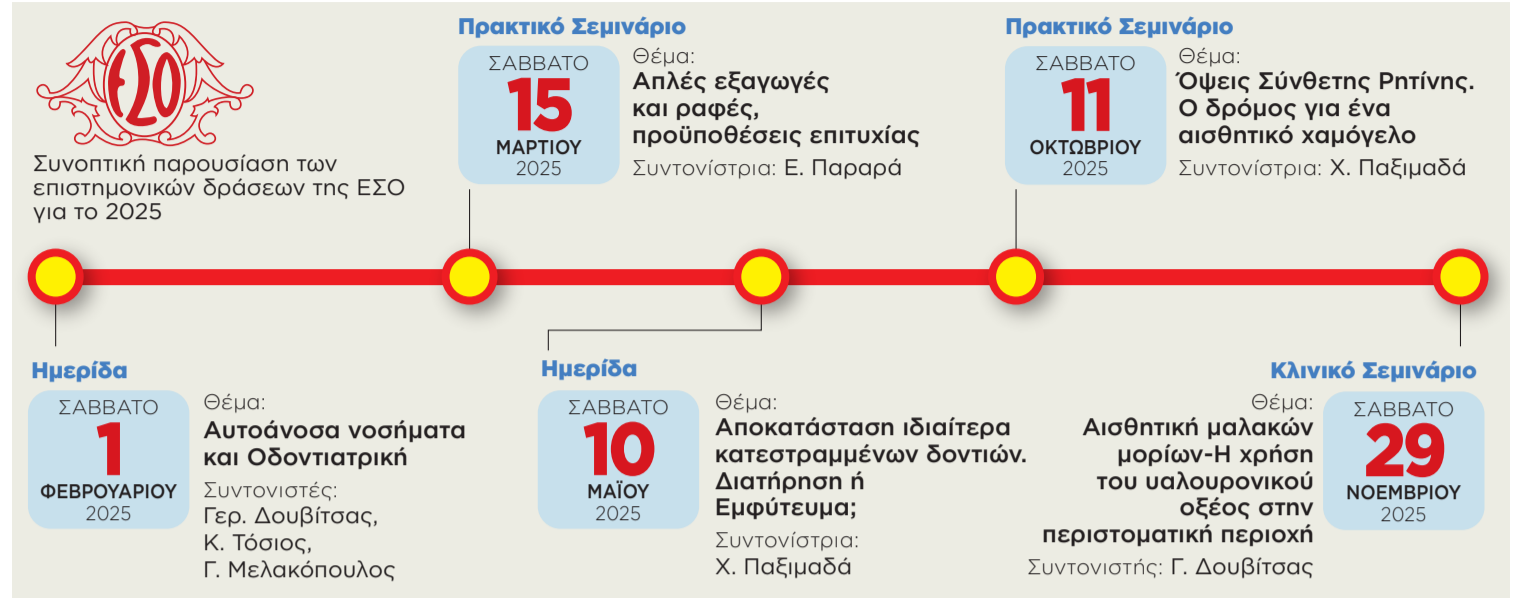 ΕΣΟ
Συνοπτική παρουσίαση των
επιστημονικών δράσεων της ΕΣΟ
για το 2025
Πρακτικό Σεμινάριο
ΣΑΒΒΑΤΟ
15
ΜΑΡΤΙΟΥ
2025
Θέμα:
Απλές εξαγωγές
και ραφές,
προϋποθέσεις επιτυχίας
Συντονίστρια: Ε. Παραρά
Πρακτικό Σεμινάριο
ΣΑΒΒΑΤΟ
11
ΟΚΤΩΒΡΙΟΥ
2025
Θέμα:
Όψεις Σύνθετης Ρητίνης.
Ο δρόμος για ένα
αισθητικό χαμόγελο
Συντονίστρια: Χ. Παξιμαδά
Ημερίδα
ΣΑΒΒΑΤΟ
1
ΦΕΒΡΟΥΑΡΙΟΥ
2025
Θέμα:
Αυτοάνοσα νοσήματα
και Οδοντιατρική
Συντονιστές:
Γερ. Δουβίτσας,
Κ. Τόσιος,
Γ. Μελακόπουλος
Ημερίδα
ΣΑΒΒΑΤΟ
10
ΜΑΪΟΥ
2025
Θέμα:
Αποκατάσταση ιδιαίτερα
κατεστραμμένων δοντιών.
Διατήρηση ή
Εμφύτευμα;
Συντονίστρια:
Χ. Παξιμαδά
Κλινικό Σεμινάριο
ΣΑΒΒΑΤΟ
29
ΝΟΕΜΒΡΙΟΥ
2025
Θέμα:
Αισθητική μαλακών
μορίων-Η χρήση
του υαλουρονικού
οξέος στην
περιστοματική περιοχή
Συντονιστής: Γ. Δουβίτσας